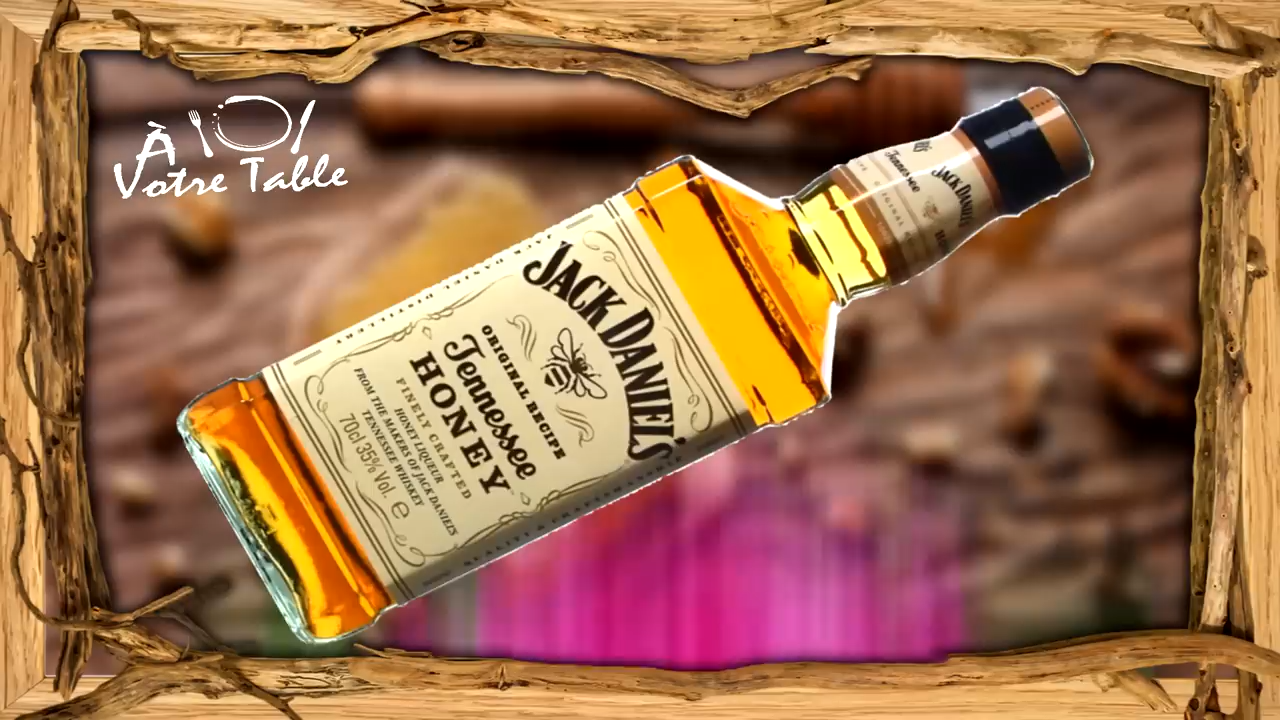 À
Votre Table
JACK DANIEL'S
ORIGINAL RECIPE
Tennessee
HONEY
FINELY CRAFTED
HONEY LIQUEUR
FROM THE MAKERS OF JACK DANIEL'S
TENNESSEE WHISKEY
70cl 35% Vol. e
Tennessee
JACK DANIEL'S